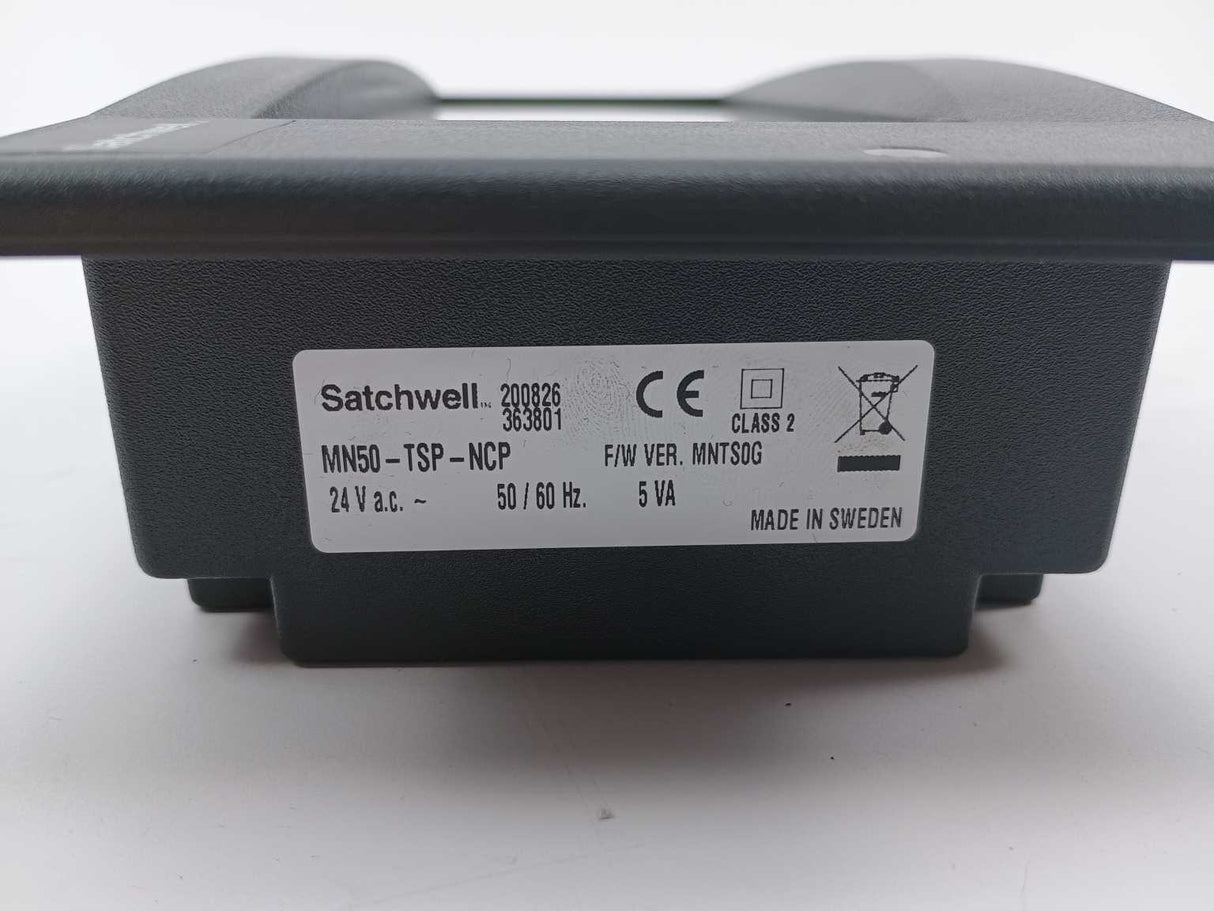 Satchwell 200826
363801
CE
CLASS 2
MN50-TSP-NCP F/W VER. MNTS0G
24 V a.c. ~ 50 / 60 Hz. 5 VA
MADE IN SWEDEN